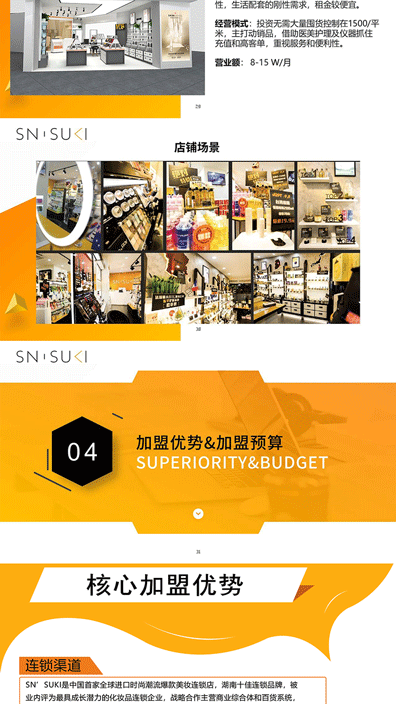 性，生活配套的刚性需求，租金较便宜。
经营模式：投资无需大量囤货控制在1500/平
米，主打动销品，借助医美护理及仪器抓住
充值和高客单，重视服务和便利性。
营业额： 8-15 W/月
SN'SUKI
店铺场景
SN'SUKI
04
加盟优势&加盟预算
SUPERIORITY&BUDGET
核心加盟优势
连锁渠道
SN’SUKI是中国首家全球进口时尚潮流爆款美妆连锁店，湖南十佳连锁品牌，被
业内评为最具成长潜力的化妆品连锁企业，战略合作主营商业综合体和百货系统，